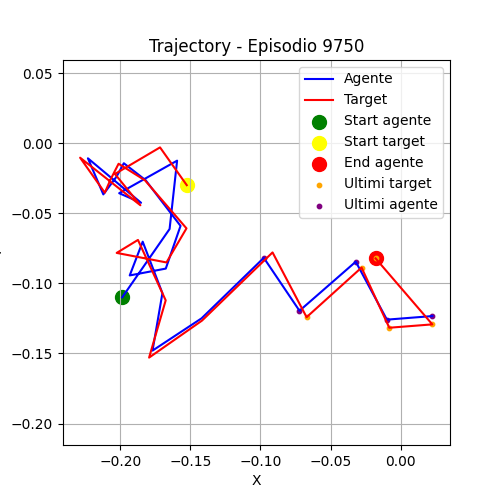 Trajectory - Episodio 9750
Agente
Target
Start agente
Start target
End agente
Ultimi target
Ultimi agente
0.05
0.00
−0.05
−0.10
−0.15
−0.20
−0.20
−0.15
−0.10
−0.05
0.00
X